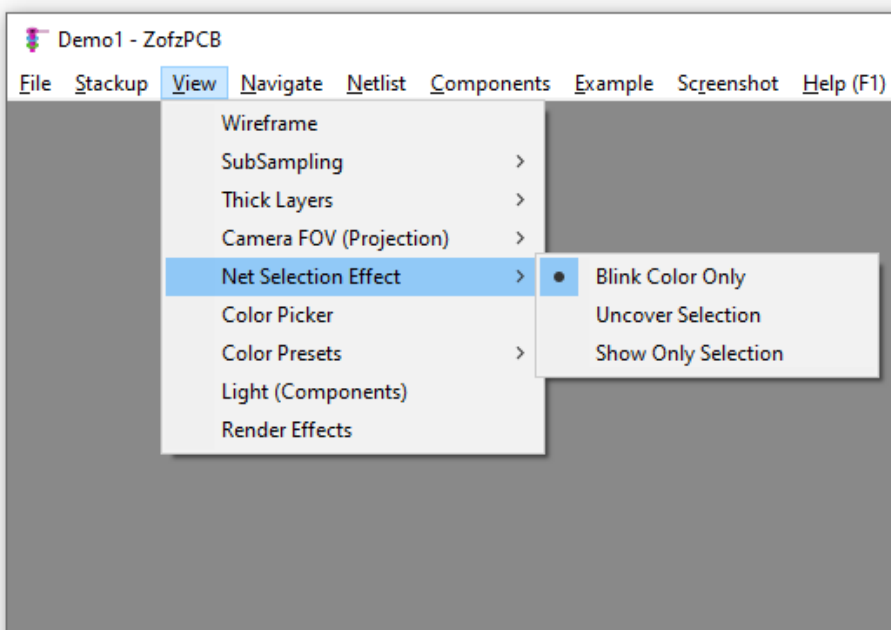 Demo1 - ZofzPCB
File Stackup View Navigate Netlist Components Example Screenshot Help (F1)
Wireframe
SubSampling
Thick Layers
Camera FOV (Projection)
Net Selection Effect
Color Picker
Color Presets
Light (Components)
Render Effects
Blink Color Only
Uncover Selection
Show Only Selection